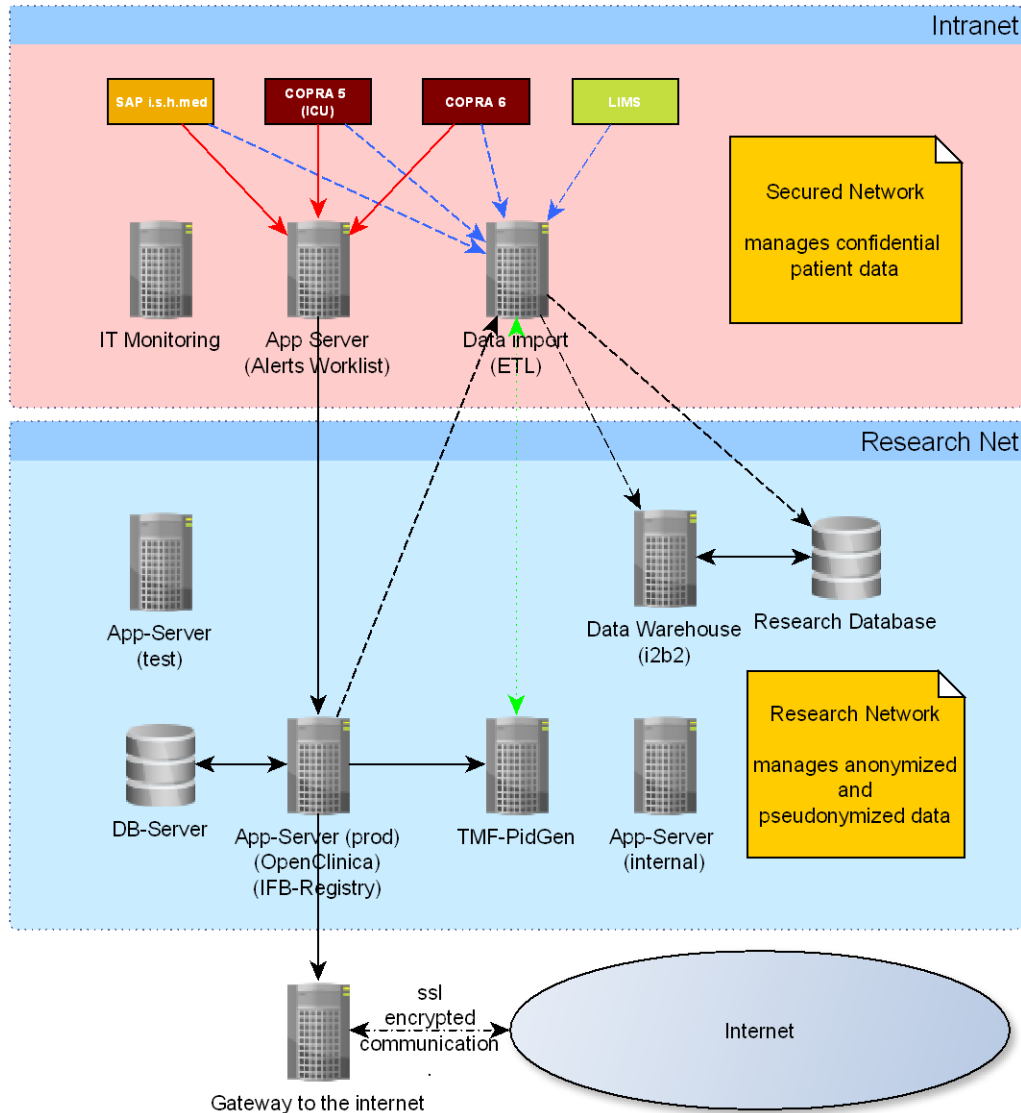 Intranet
SAP i.s.h.med
COPRA 5
(ICU)
COPRA 6
LIMS
Secured Network
manages confidential
patient data
IT Monitoring
App Server
(Alerts Worklist)
Data import
(ETL)
Research Net
App-Server
(test)
Data Warehouse
(i2b2)
Research Database
Research Network
manages anonymized
and
pseudonymized data
DB-Server
App-Server (prod)
(OpenClinica)
(IFB-Registry)
TMF-PidGen
App-Server
(internal)
ssl
encrypted
communication
.
Internet
Gateway to the internet